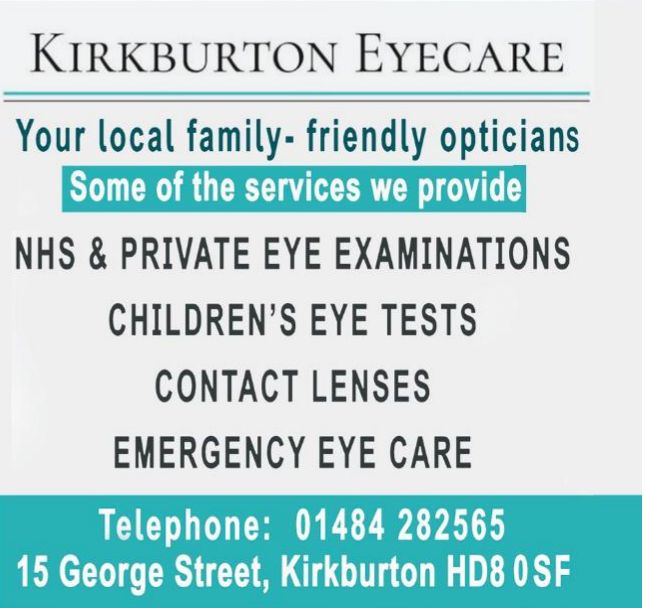 KIRKBURTON EYECARE
Your local family- friendly opticians
Some of the services we provide
NHS & PRIVATE EYE EXAMINATIONS
CHILDREN'S EYE TESTS
CONTACT LENSES
EMERGENCY EYE CARE
Telephone: 01484 282565
15 George Street, Kirkburton HD8 0SF